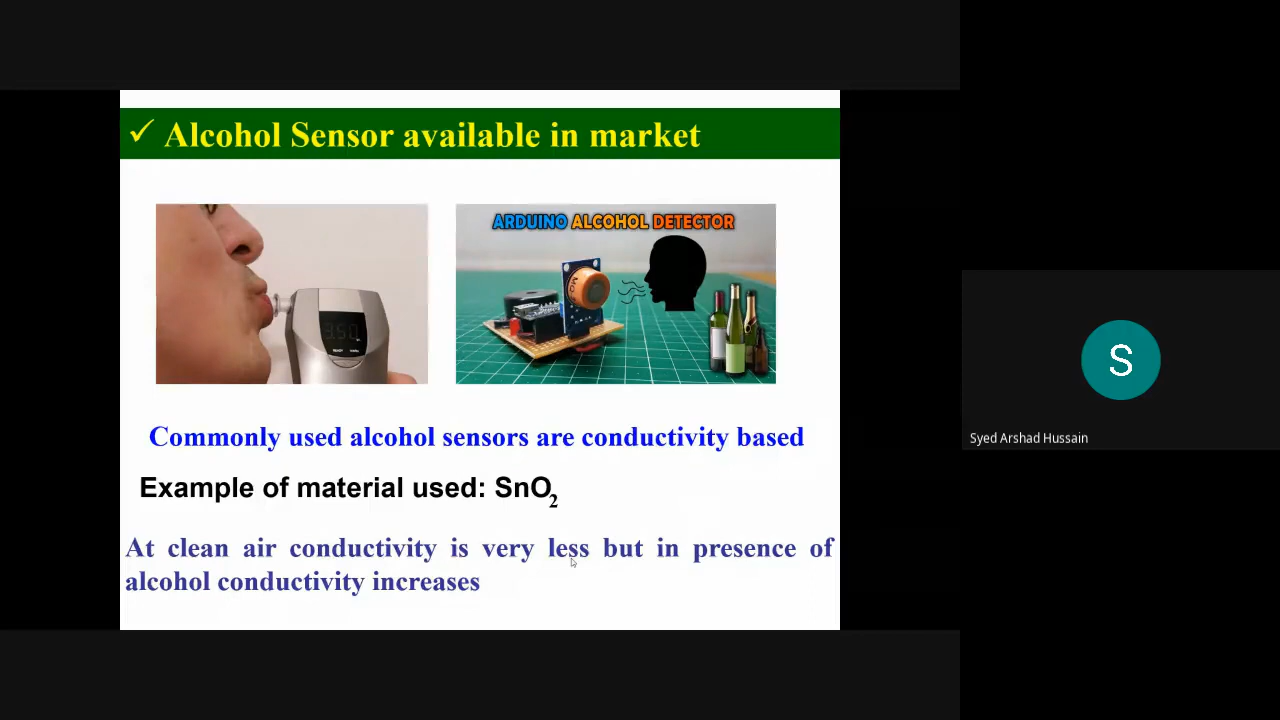 ✓ Alcohol Sensor available in market
ARDUINO ALCOHOL DETECTOR
Commonly used alcohol sensors are conductivity based
Example of material used: SnO2
At clean air conductivity is very less but in presence of
alcohol conductivity increases
S
Syed Arshad Hussain